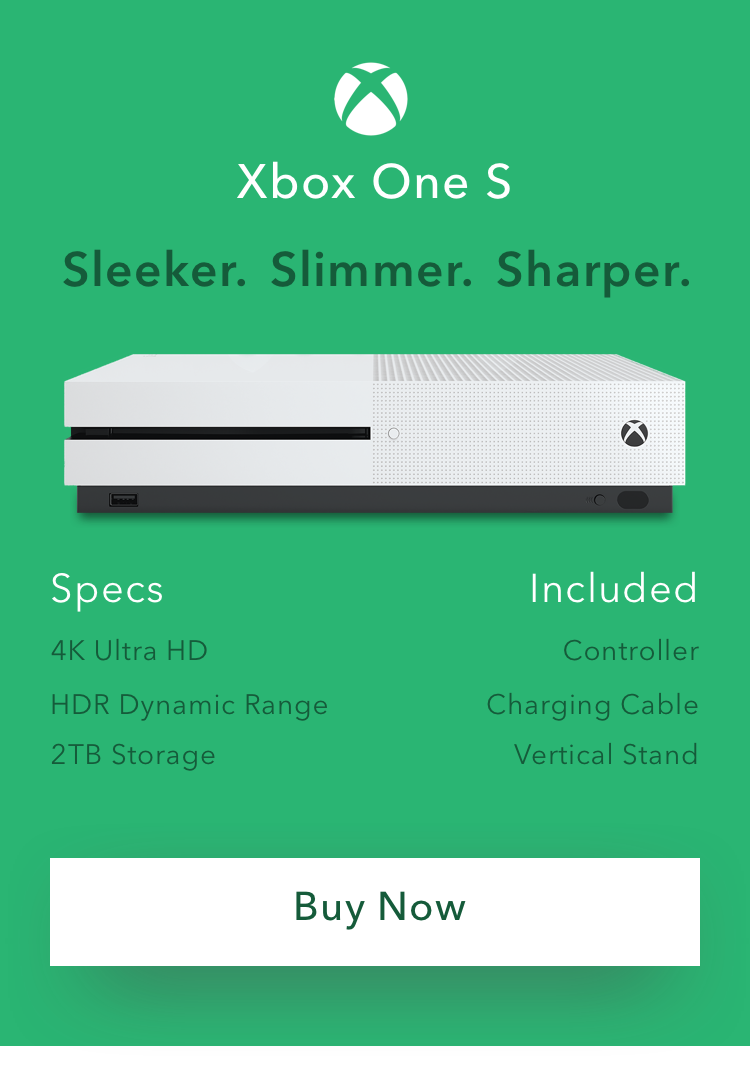 Xbox One S
Sleeker. Slimmer. Sharper.
Specs
4K Ultra HD
HDR Dynamic Range
2TB Storage
Included
Controller
Charging Cable
Vertical Stand
Buy Now